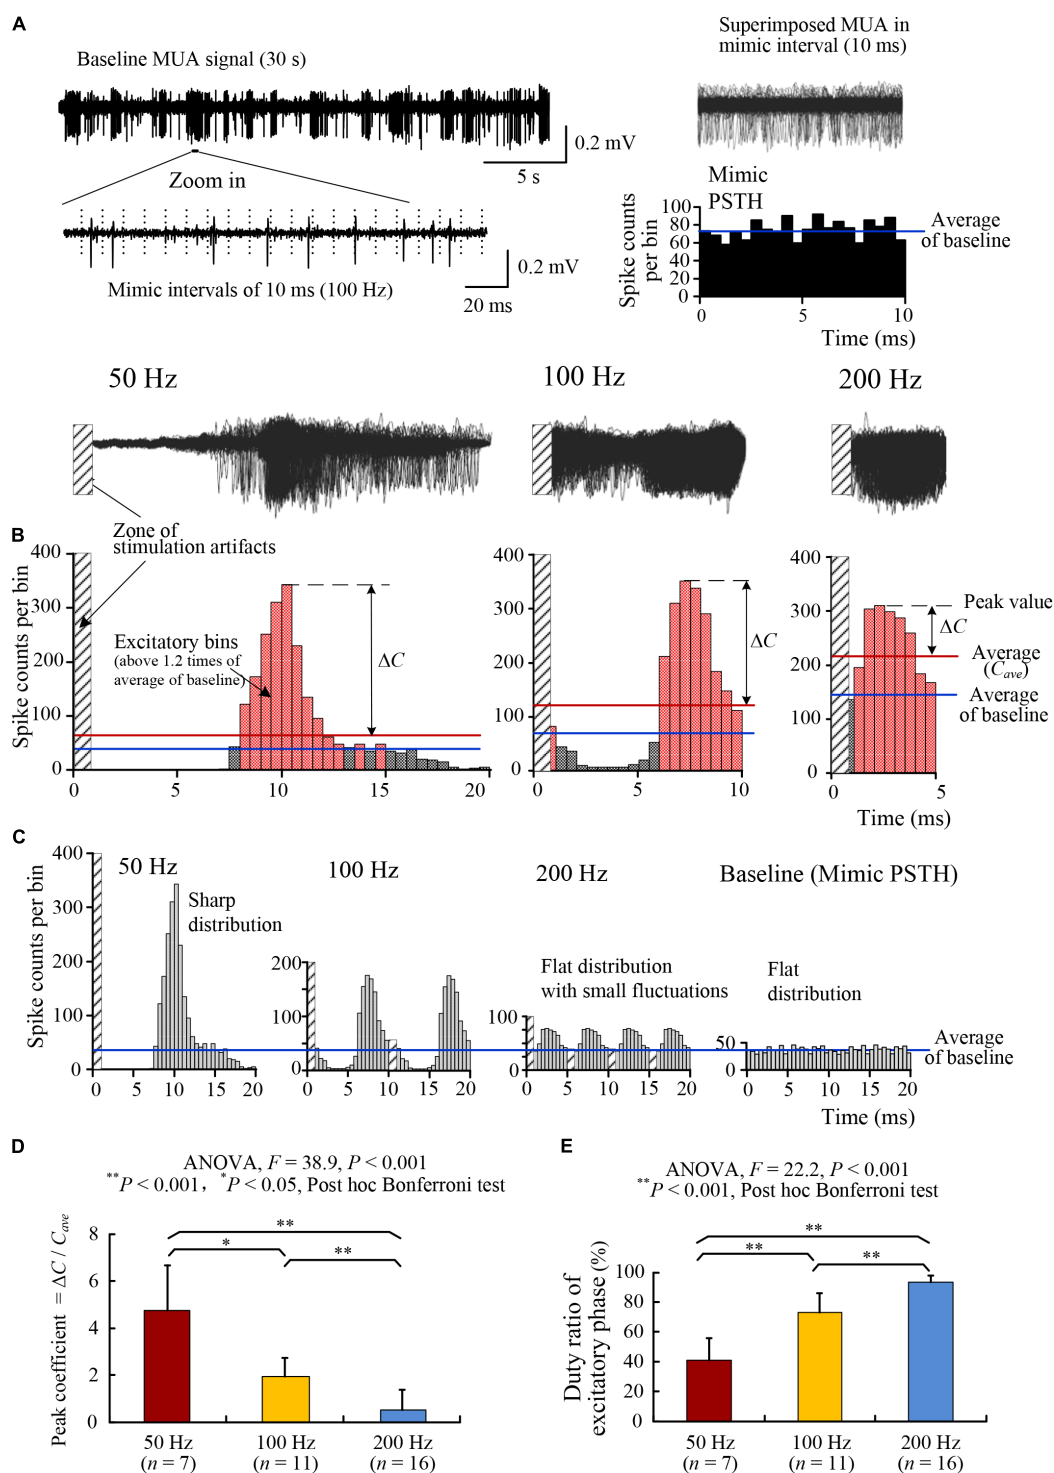 A
Baseline MUA signal (30 s)
0.2 mV
5 s
Zoom in
0.2 mV
20 ms
Mimic intervals of 10 ms (100 Hz)
Superimposed MUA in
mimic interval (10 ms)
Mimic
PSTH
Spike counts
per bin
100
80
60
40
20
0
0
5
10
Time (ms)
Average
of baseline
50 Hz
100 Hz
200 Hz
Zone of
stimulation artifacts
B
Spike counts per bin
400
300
200
100
0
0
5
10
15
20
Excitatory bins
(above 1.2 times of
average of baseline)
ΔC
400
300
200
100
0
0
5
10
ΔC
400
300
200
100
0
0
5
Time (ms)
Peak value
ΔC
Average
(Cave)
Average
of baseline
C
Spike counts per bin
400
300
200
100
0
0
5
10
15
20
50 Hz
Sharp
distribution
100 Hz
200
100
0
0
5
10
15
20
200 Hz
Flat distribution
with small fluctuations
100
0
0
5
10
15
20
Baseline (Mimic PSTH)
Flat
distribution
50
0
0
5
10
15
20
Average
of baseline
Time (ms)
D
ANOVA, F = 38.9, P < 0.001
**P < 0.001, *P < 0.05, Post hoc Bonferroni test
Peak coefficient = ΔC / Cave
8
6
4
2
0
**
*
**
50 Hz
(n = 7)
100 Hz
(n = 11)
200 Hz
(n = 16)
E
ANOVA, F = 22.2, P < 0.001
**P < 0.001, Post hoc Bonferroni test
Duty ratio of
excitatory phase (%)
100
80
60
40
20
0
**
**
**
50 Hz
(n = 7)
100 Hz
(n = 11)
200 Hz
(n = 16)